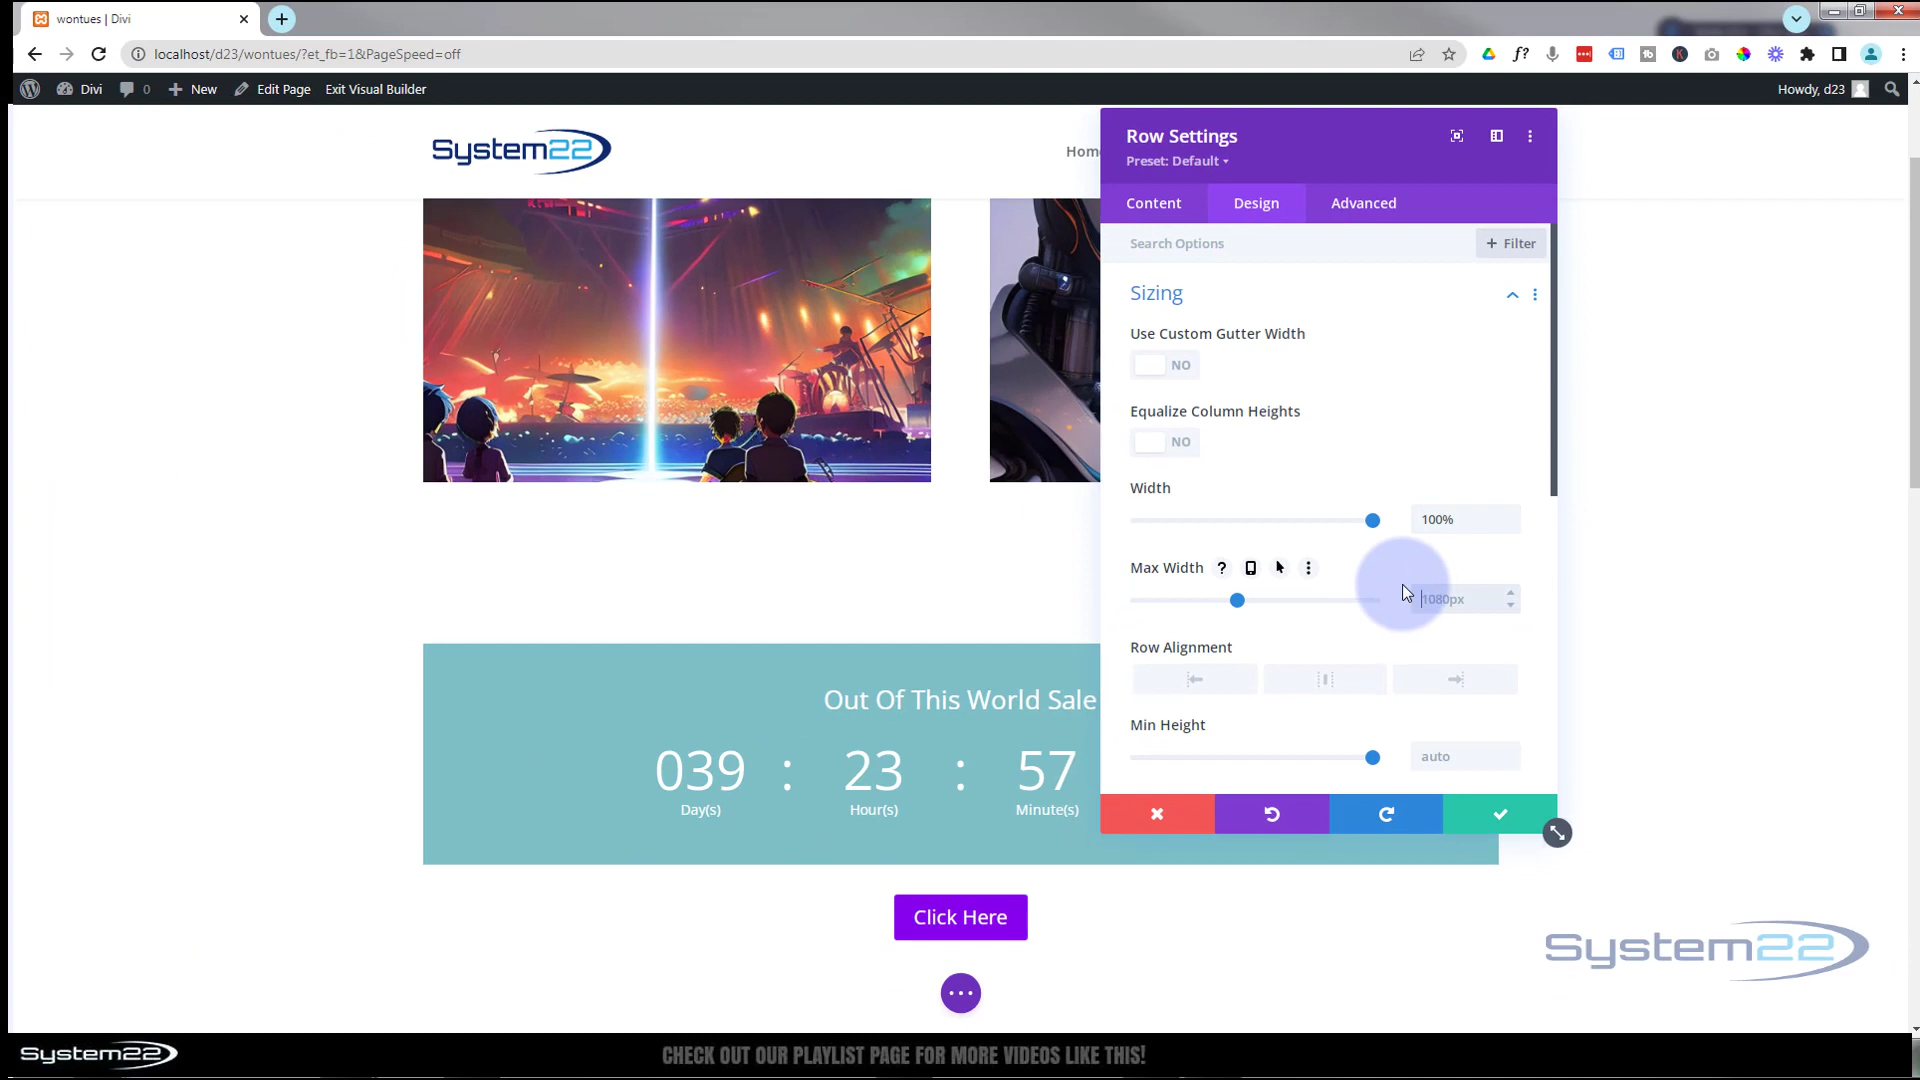 wontues | Divi
localhost/d23/wontues/?et_fb=1&PageSpeed=off
Divi 0 New Edit Page Exit Visual Builder Howdy, d23
System22
Home
Row Settings
Preset: Default
Content Design Advanced
Search Options + Filter
Sizing
Use Custom Gutter Width
NO
Equalize Column Heights
NO
Width
100%
Max Width ?
1080px
Row Alignment
Min Height
auto
Out Of This World Sale
039 : 23 : 57
Day(s) Hour(s) Minute(s)
Click Here
System22
System22 CHECK OUT OUR PLAYLIST PAGE FOR MORE VIDEOS LIKE THIS!